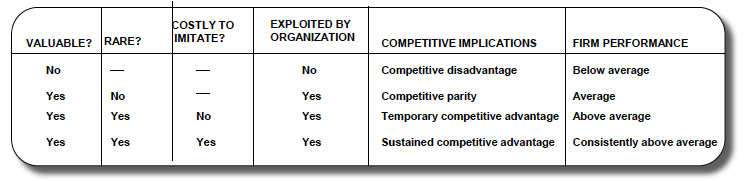 VALUABLE? RARE? COSTLY TO IMITATE? EXPLOITED BY ORGANIZATION COMPETITIVE IMPLICATIONS FIRM PERFORMANCE
No — — No Competitive disadvantage Below average
Yes No — Yes Competitive parity Average
Yes Yes No Yes Temporary competitive advantage Above average
Yes Yes Yes Yes Sustained competitive advantage Consistently above average